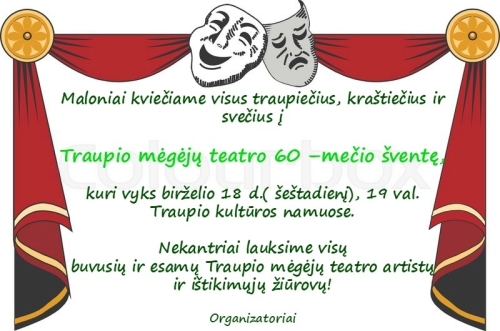 Maloniai kviečiame visus traupiečius, kraštiečius ir
svečius į
Traupio mėgėjų teatro 60 –mečio šventę,
kuri vyks birželio 18 d.( šeštadienį), 19 val.
Traupio kultūros namuose.
Nekantriai lauksime visų
buvusių ir esamų Traupio mėgėjų teatro artistų
ir ištikimųjų žiūrovų!
Organizatoriai